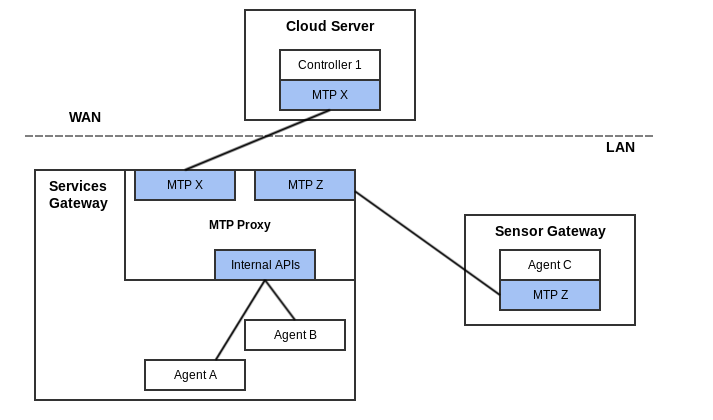 Cloud Server
Controller 1
MTP X
WAN
LAN
Services
Gateway
MTP X
MTP Z
MTP Proxy
Internal APIs
Agent B
Agent A
Sensor Gateway
Agent C
MTP Z